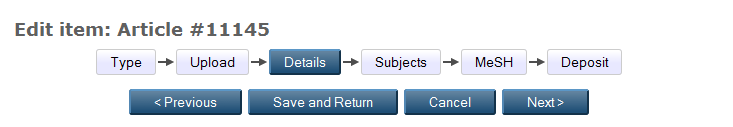 Edit item: Article #11145
Type Upload Details Subjects MeSH Deposit
< Previous Save and Return Cancel Next >